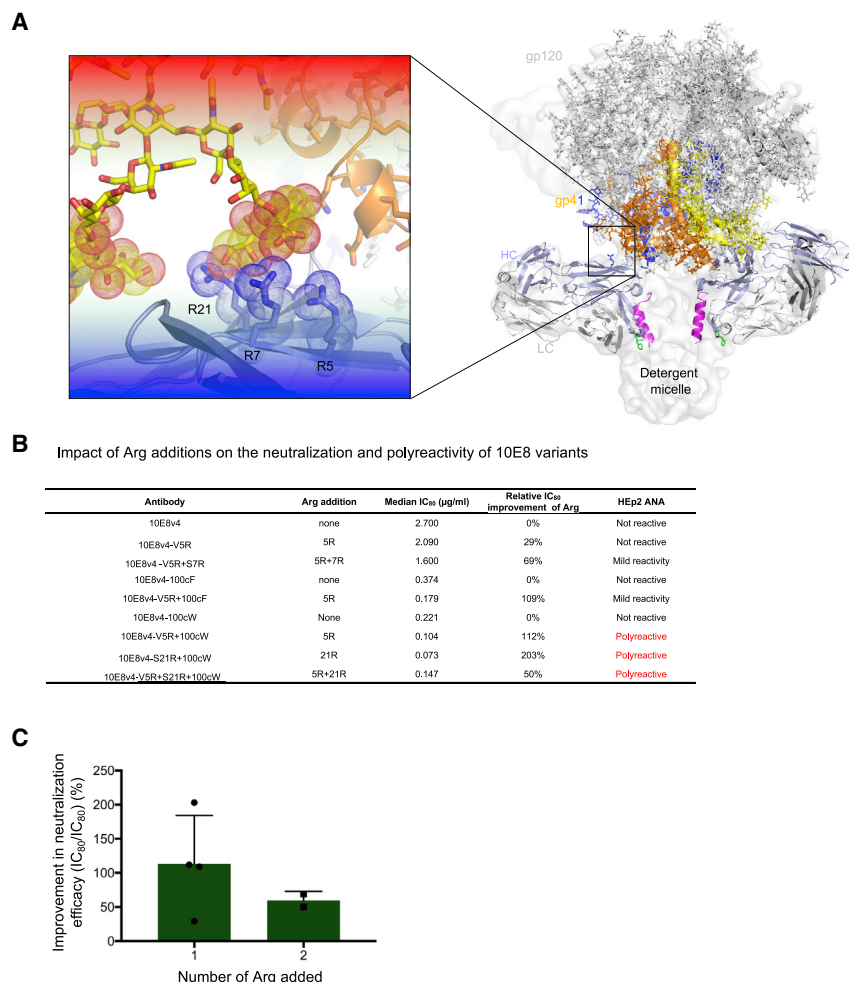 A
gp120
gp41
HC
LC
R21
R7
R5
Detergent
micelle
B
Impact of Arg additions on the neutralization and polyreactivity of 10E8 variants
Antibody Arg addition Median IC80 (µg/ml) Relative IC80 improvement of Arg HEp2 ANA
10E8v4 none 2.700 0% Not reactive
10E8v4-V5R 5R 2.090 29% Not reactive
10E8v4 -V5R+S7R 5R+7R 1.600 69% Mild reactivity
10E8v4-100cF none 0.374 0% Not reactive
10E8v4-V5R+100cF 5R 0.179 109% Mild reactivity
10E8v4-100cW None 0.221 0% Not reactive
10E8v4-V5R+100cW 5R 0.104 112% Polyreactive
10E8v4-S21R+100cW 21R 0.073 203% Polyreactive
10E8v4-V5R+S21R+100cW 5R+21R 0.147 50% Polyreactive
C
Improvement in neutralization
efficacy (IC80/IC80) (%)
250
200
150
100
50
0
1 2
Number of Arg added